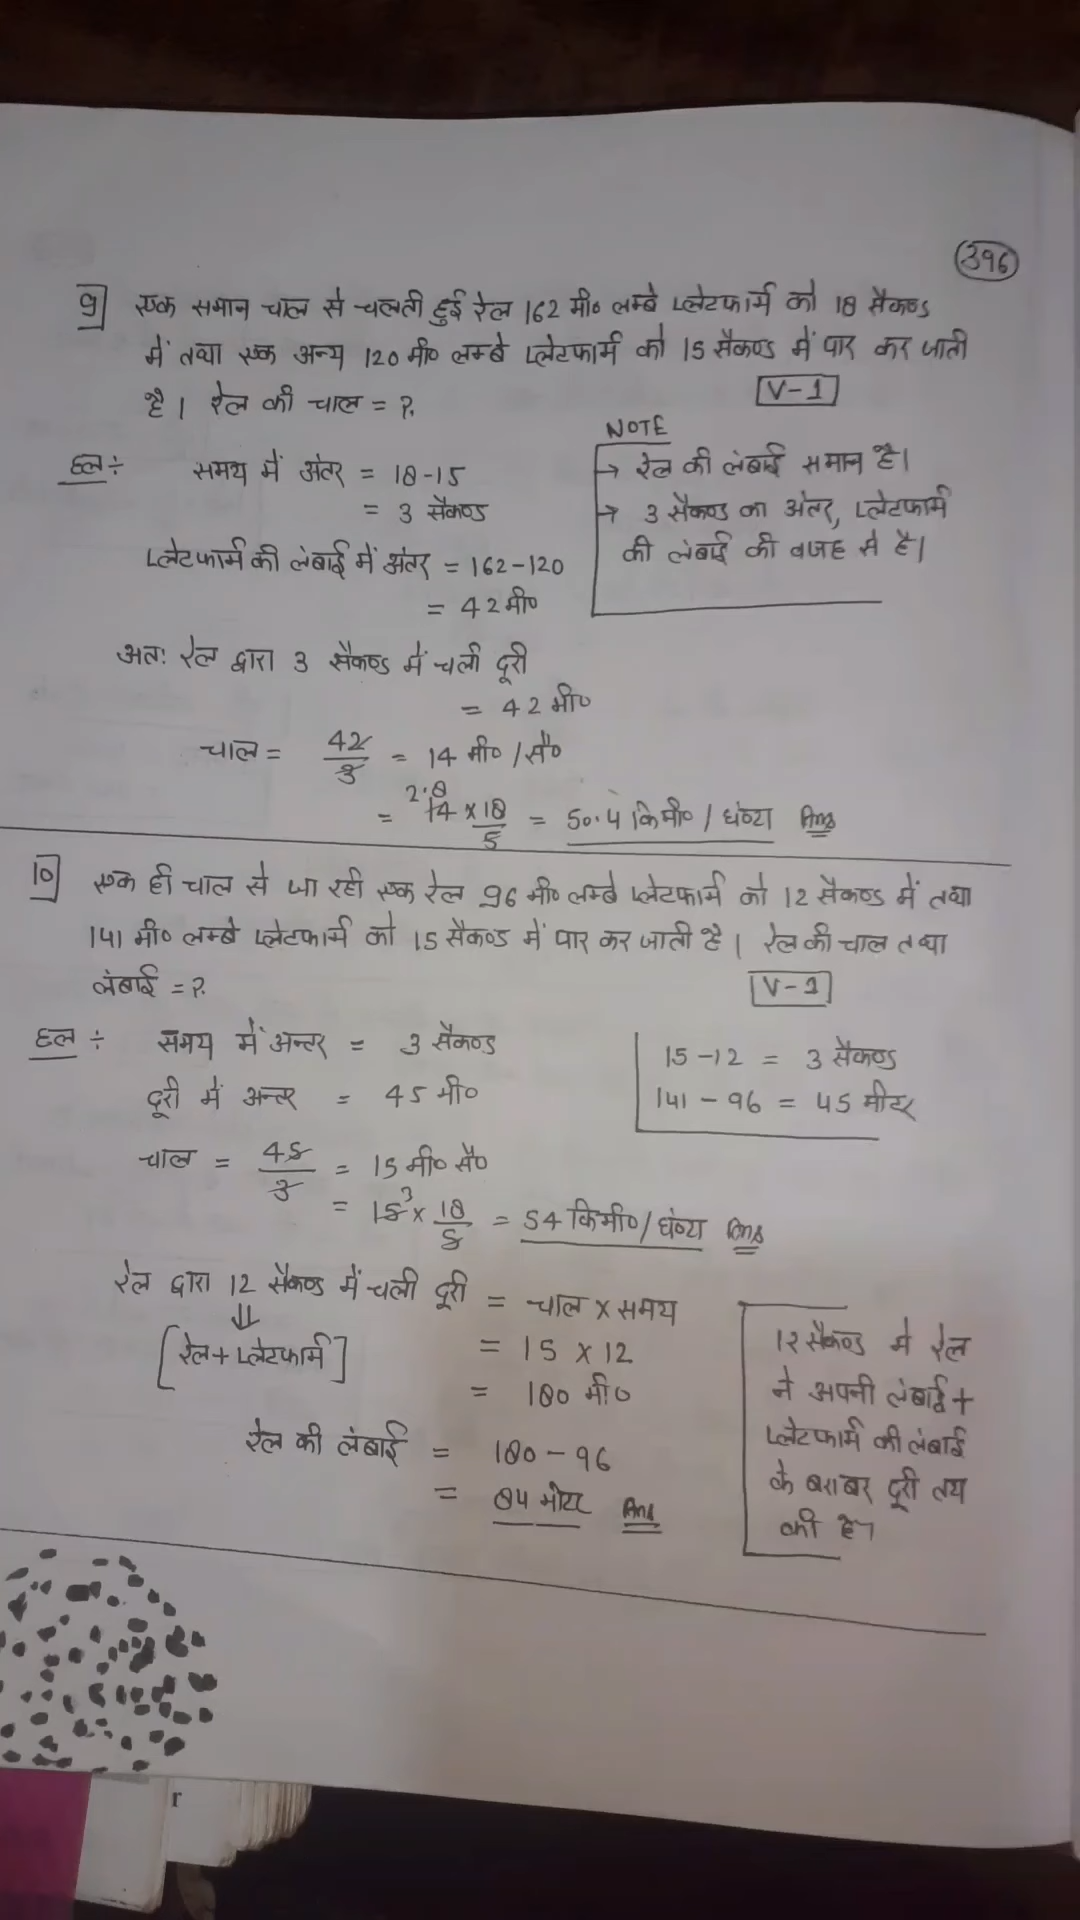 396
9] एक समान चाल से चलती हुई रेल 162 मी० लम्बे प्लेटफार्म को 18 सैकण्ड
में तथा एक अन्य 120 मी० लम्बे प्लेटफार्म को 15 सैकण्ड में पार कर जाती
है। रेल की चाल = ?.
V-1
हल ÷ समय में अंतर = 18-15
= 3 सैकण्ड
प्लेटफार्म की लंबाई में अंतर = 162-120
= 42 मी०
NOTE
→ रेल की लंबाई समान है।
→ 3 सैकण्ड का अंतर, प्लेटफार्म
की लंबाई की वजह से है।
अतः रेल द्वारा 3 सैकण्ड में चली दूरी
= 42 मी०
चाल = 42/3 = 14 मी० / सै०
2.8
= 14 × 18/5 = 50.4 किमी० / घंण्टा Ans
10] एक ही चाल से जा रही एक रेल 96 मी० लम्बे प्लेटफार्म को 12 सैकण्ड में तथा
141 मी० लम्बे प्लेटफार्म को 15 सैकण्ड में पार कर जाती है। रेल की चाल तथा
लंबाई = ?.
V-1
हल ÷ समय में अन्तर = 3 सैकण्ड
दूरी में अन्तर = 45 मी०
15-12 = 3 सैकण्ड
141 - 96 = 45 मीटर
चाल = 45/3 = 15 मी० सै०
3
= 15 × 18/5 = 54 किमी० / घंण्टा Ans
रेल द्वारा 12 सैकण्ड में चली दूरी = चाल × समय
⇓
[रेल + प्लेटफार्म] = 15 × 12
= 180 मी०
रेल की लंबाई = 180 - 96
= 84 मीटर Ans
12 सैकण्ड में रेल
ने अपनी लंबाई +
प्लेटफार्म की लंबाई
के बराबर दूरी तय
की है।
r